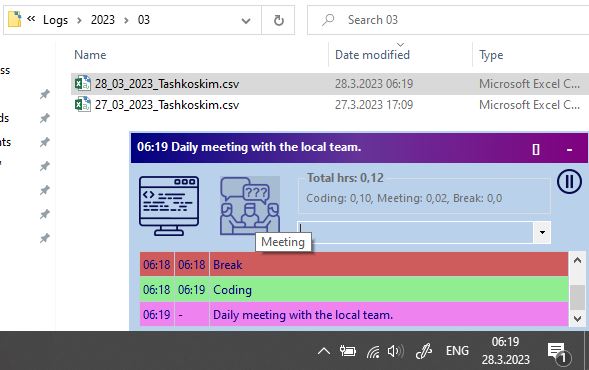 « Logs > 2023 > 03
Search 03
Name Date modified Type
ess
28_03_2023_Tashkoskim.csv 28.3.2023 06:19 Microsoft Excel C...
27_03_2023_Tashkoskim.csv 27.3.2023 17:09 Microsoft Excel C...
ds
nts
06:19 Daily meeting with the local team. [] -
Total hrs: 0,12
Coding: 0,10, Meeting: 0,02, Break: 0,0
???
Meeting
06:18 06:18 Break
06:18 06:19 Coding
06:19 - Daily meeting with the local team.
ENG
06:19
28.3.2023
1